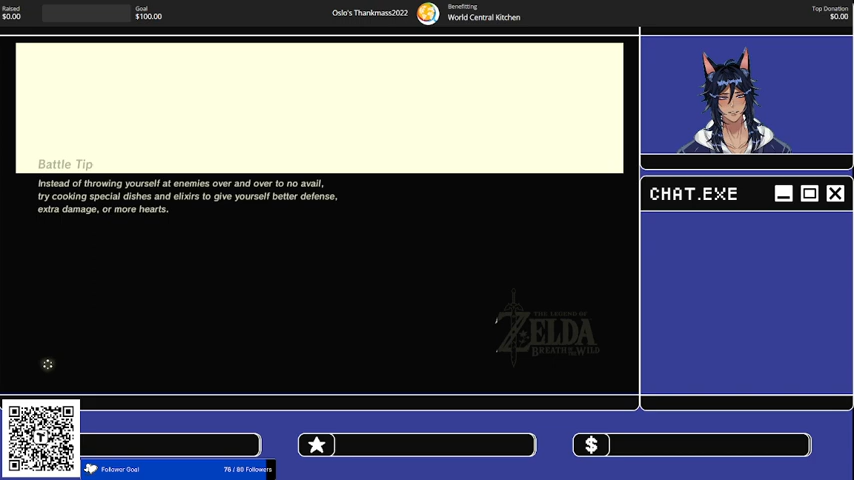 Raised
$0.00
Goal
$100.00
Oslo's Thankmass2022
Benefitting
World Central Kitchen
Top Donation
$0.00
Battle Tip
Instead of throwing yourself at enemies over and over to no avail,
try cooking special dishes and elixirs to give yourself better defense,
extra damage, or more hearts.
THE LEGEND OF
ZELDA
BREATH OF THE WILD
CHAT.EXE
$
Follower Goal
76 / 80 Followers